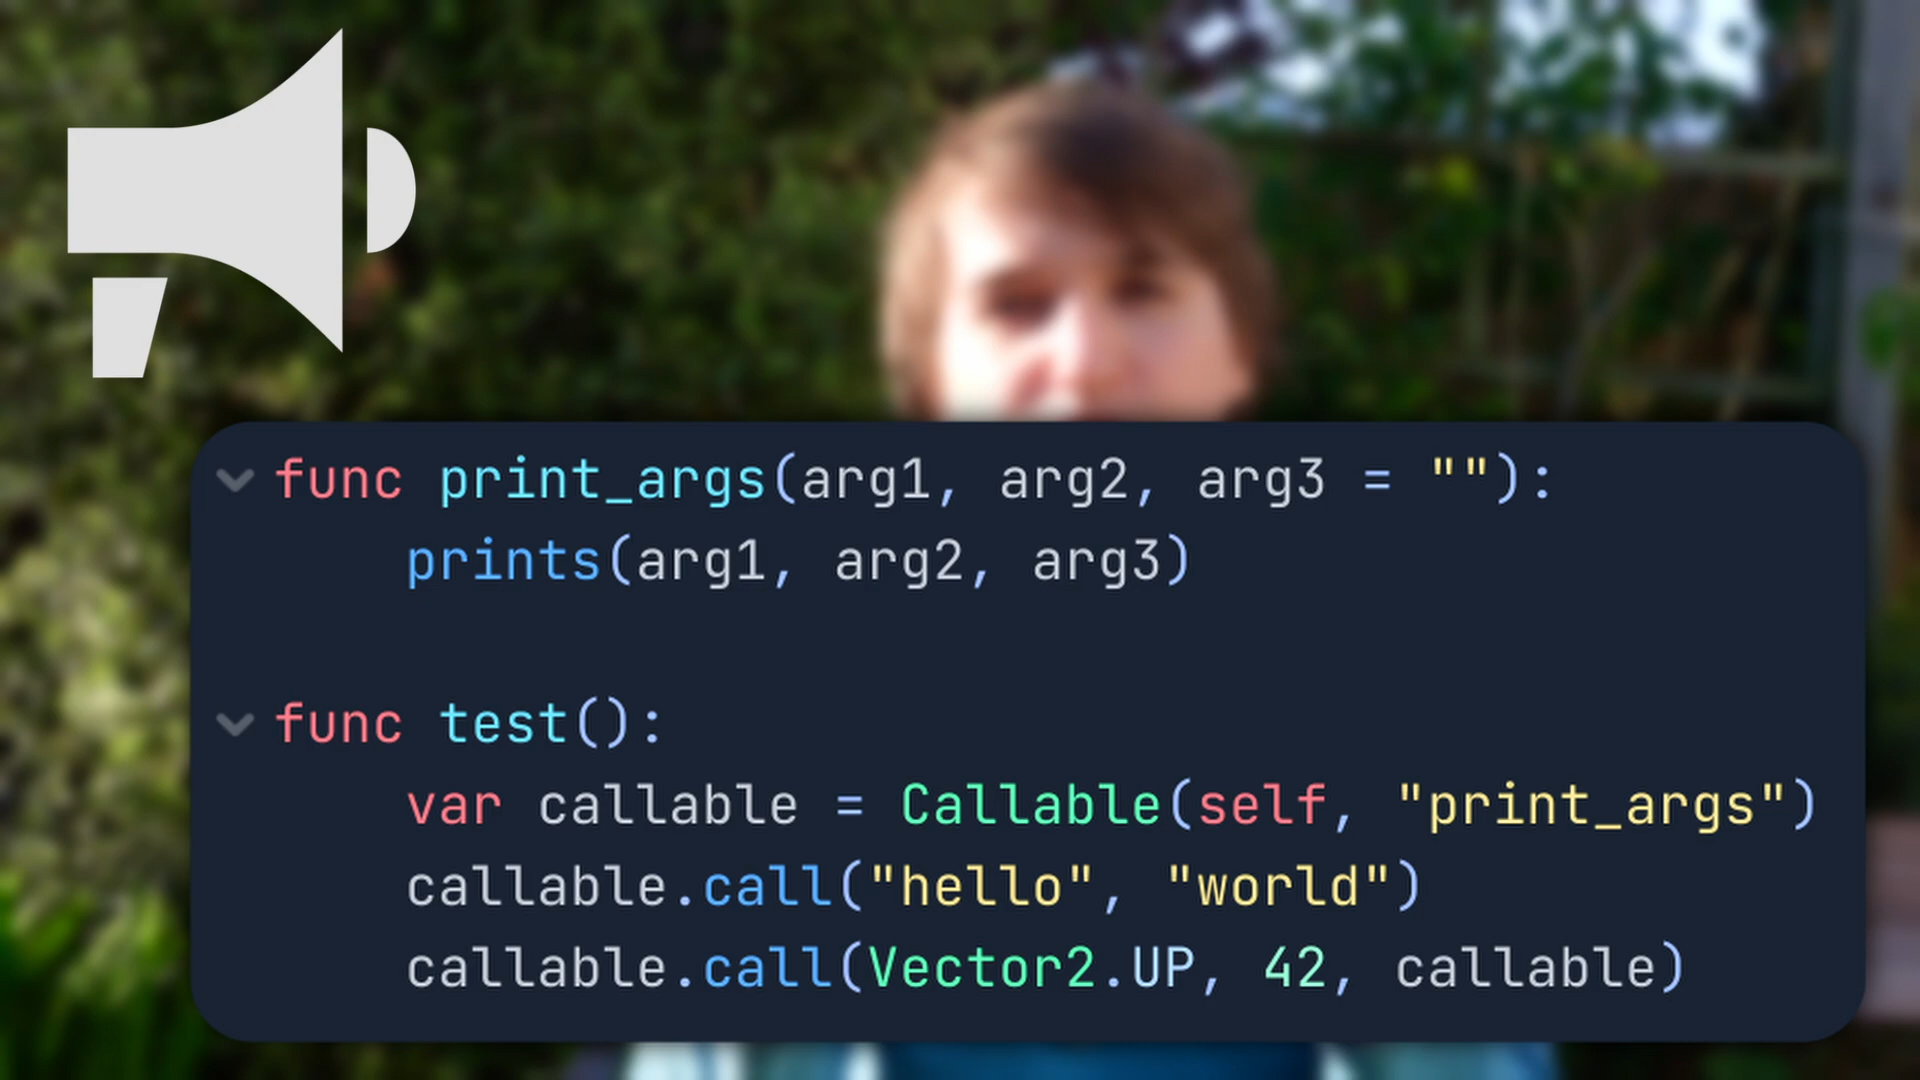 func print_args(arg1, arg2, arg3 = ""):
prints(arg1, arg2, arg3)
func test():
var callable = Callable(self, "print_args")
callable.call("hello", "world")
callable.call(Vector2.UP, 42, callable)